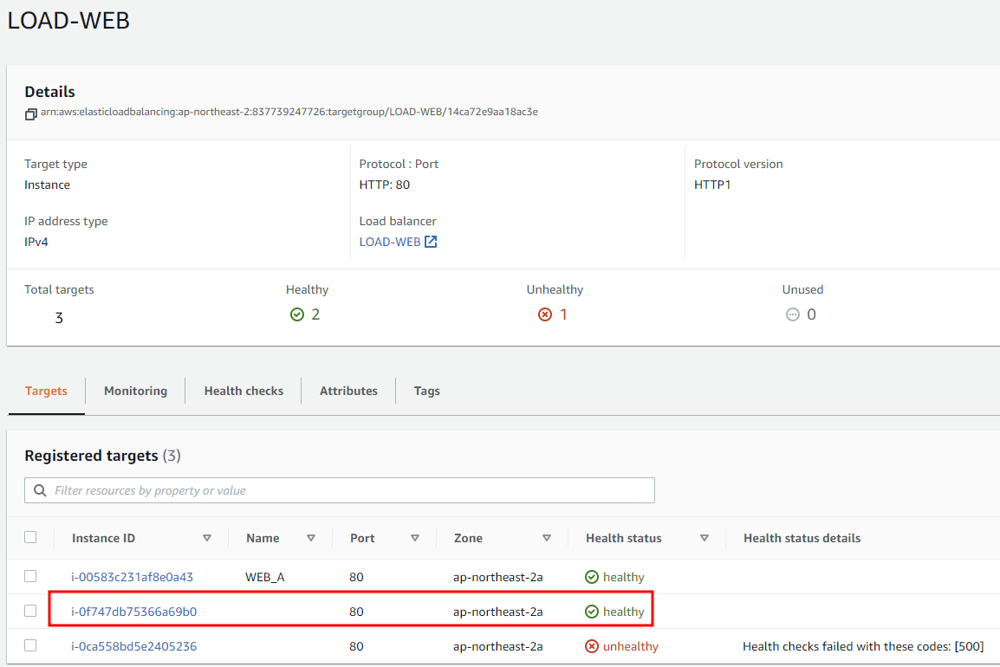 LOAD-WEB
Details
arn:aws:elasticloadbalancing:ap-northeast-2:837739247726:targetgroup/LOAD-WEB/14ca72e9aa18ac3e
Target type
Instance
Protocol : Port
HTTP: 80
Protocol version
HTTP1
IP address type
IPv4
Load balancer
LOAD-WEB
Total targets
3
Healthy
2
Unhealthy
1
Unused
0
Targets Monitoring Health checks Attributes Tags
Registered targets (3)
Filter resources by property or value
Instance ID Name Port Zone Health status Health status details
i-00583c231af8e0a43 WEB_A 80 ap-northeast-2a healthy
i-0f747db75366a69b0 80 ap-northeast-2a healthy
i-0ca558bd5e2405236 80 ap-northeast-2a unhealthy Health checks failed with these codes: [500]